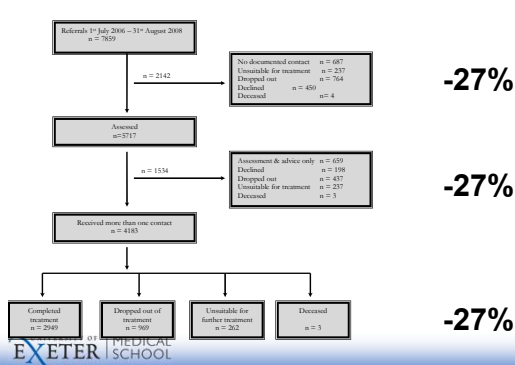 Referrals 1st July 2006 – 31st August 2008
n = 7859
n = 2142
No documented contact n = 687
Unsuitable for treatment n = 237
Dropped out n = 764
Declined n = 450
Deceased n= 4
-27%
Assessed
n=5717
n = 1534
Assessment & advice only n = 659
Declined n = 198
Dropped out n = 437
Unsuitable for treatment n = 237
Deceased n = 3
-27%
Received more than one contact
n = 4183
Completed
treatment
n = 2949
Dropped out of
treatment
n = 969
Unsuitable for
further treatment
n = 262
Deceased
n = 3
-27%
UNIVERSITY OF
EXETER
MEDICAL
SCHOOL